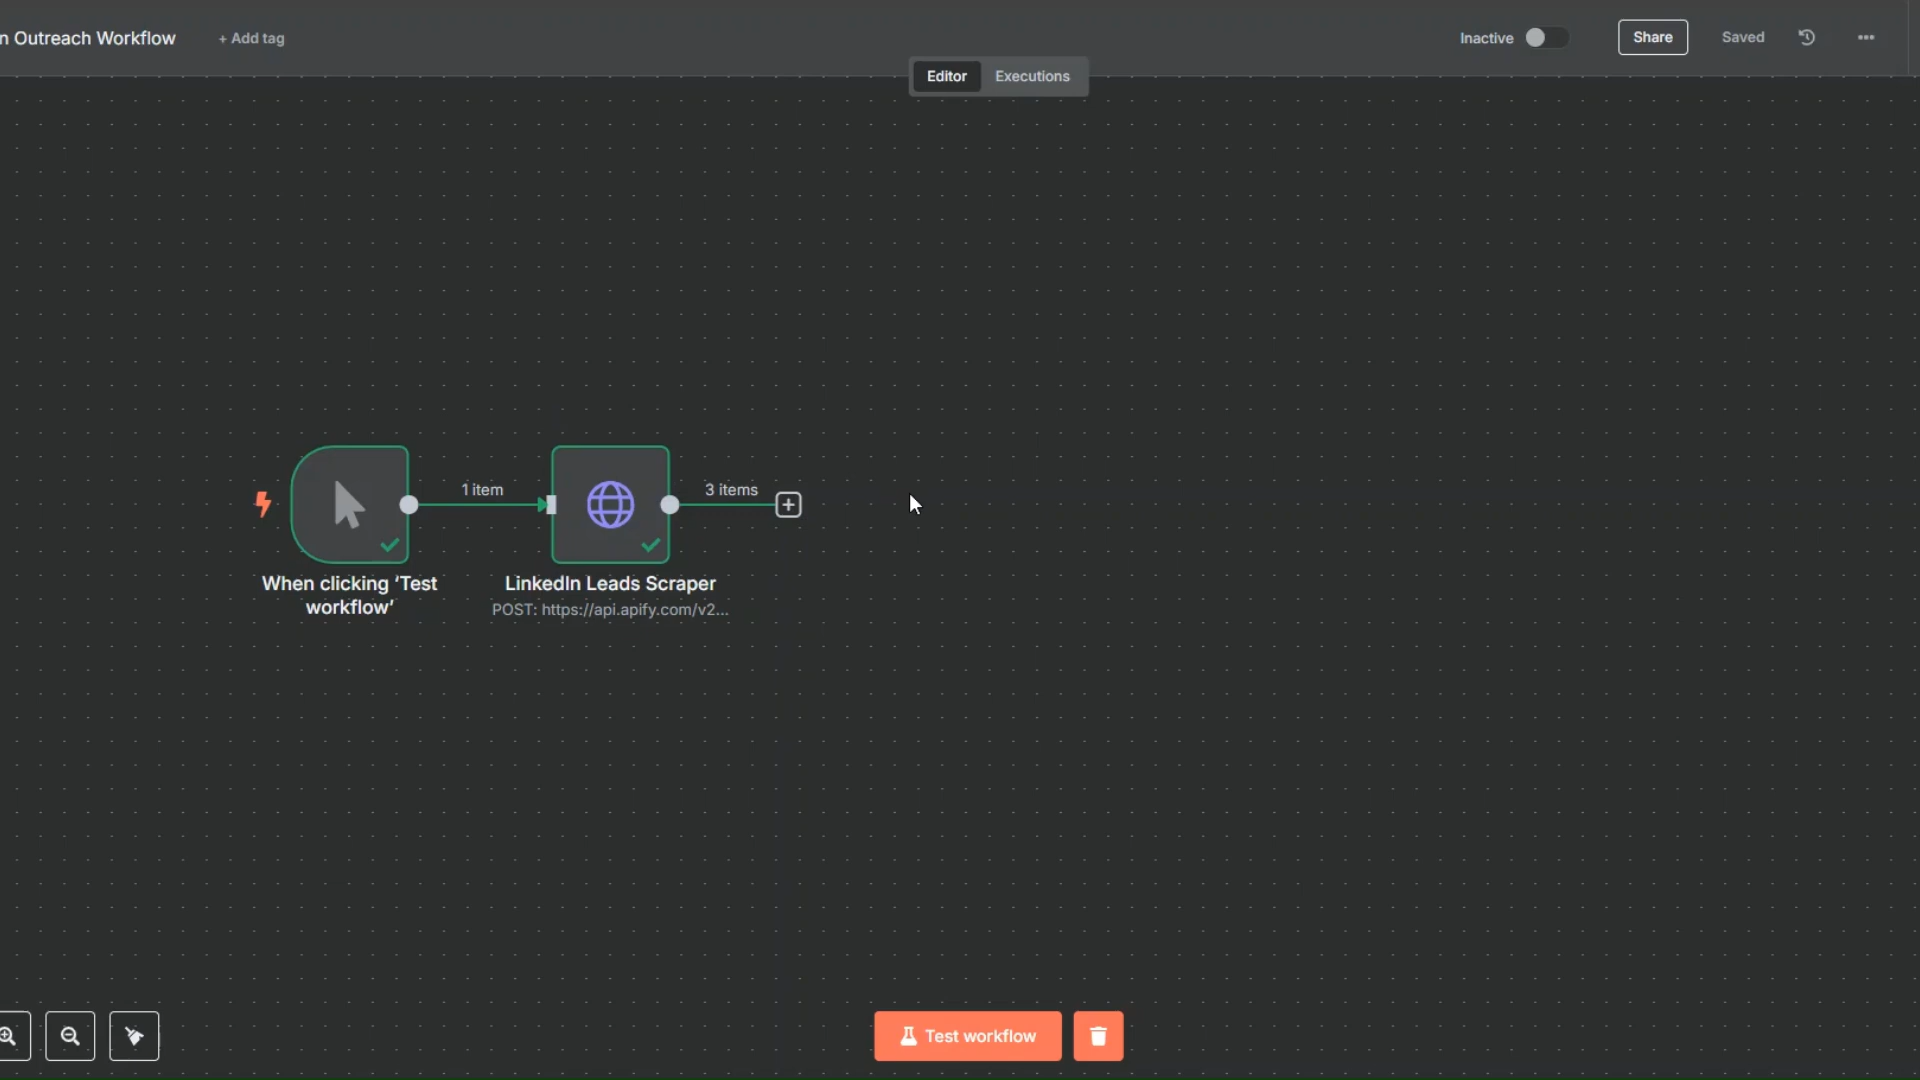 n Outreach Workflow
+ Add tag
Inactive
Share
Saved
Editor
Executions
1 item
3 items
When clicking ‘Test
workflow’
LinkedIn Leads Scraper
POST: https://api.apify.com/v2...
Test workflow